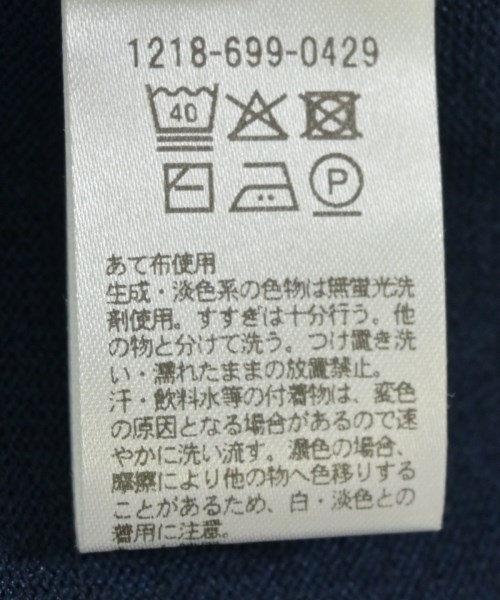 1218-699-0429
40
P
あて布使用
生成・淡色系の色物は無蛍光洗
剤使用。すすぎは十分行う。他
の物と分けて洗う。つけ置き洗
い・濡れたままの放置禁止。
汗・飲料水等の付着物は、変色
の原因となる場合があるので速
やかに洗い流す。濃色の場合、
摩擦により他の物へ色移りする
ことがあるため、白・淡色との
着用に注意。